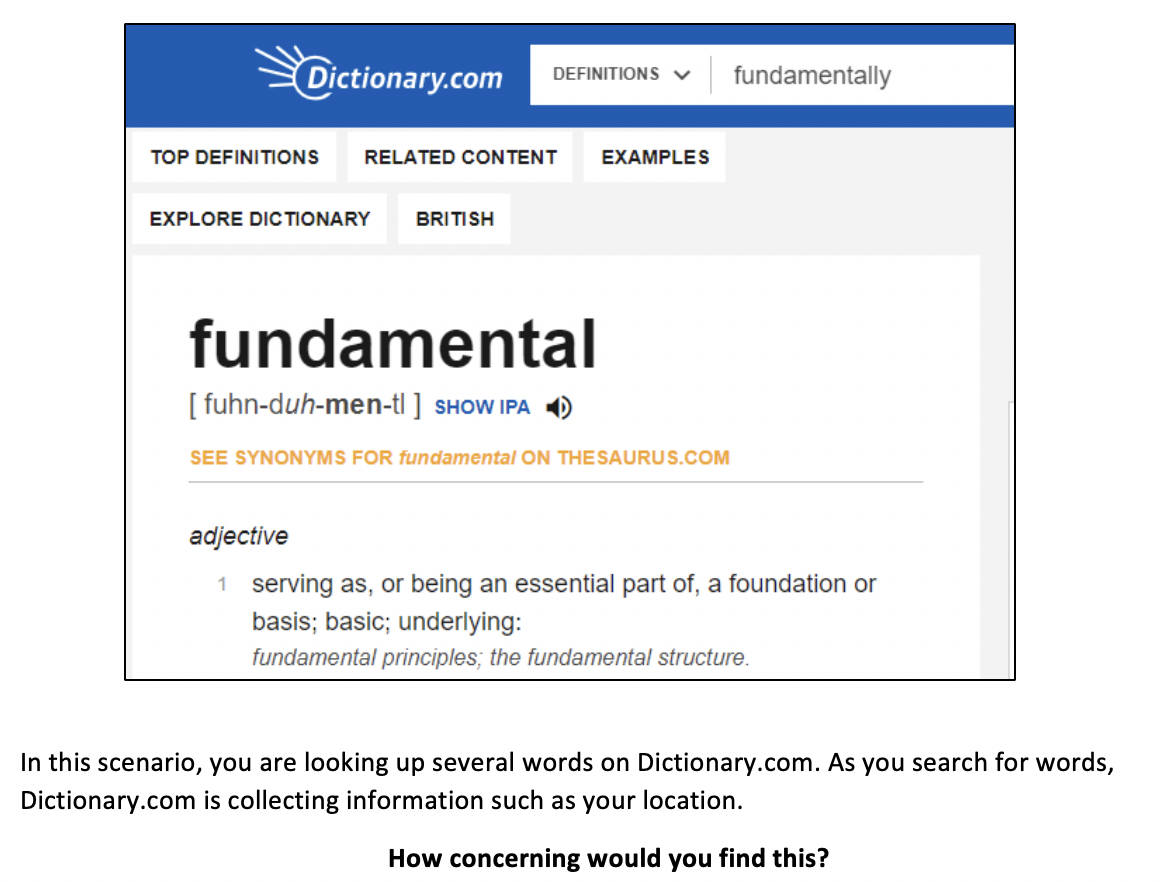 Dictionary.com DEFINITIONS fundamentally
TOP DEFINITIONS RELATED CONTENT EXAMPLES
EXPLORE DICTIONARY BRITISH
fundamental
[ fuhn-duh-men-tl ] SHOW IPA
SEE SYNONYMS FOR fundamental ON THESAURUS.COM
adjective
1 serving as, or being an essential part of, a foundation or
basis; basic; underlying:
fundamental principles; the fundamental structure.
In this scenario, you are looking up several words on Dictionary.com. As you search for words,
Dictionary.com is collecting information such as your location.
How concerning would you find this?